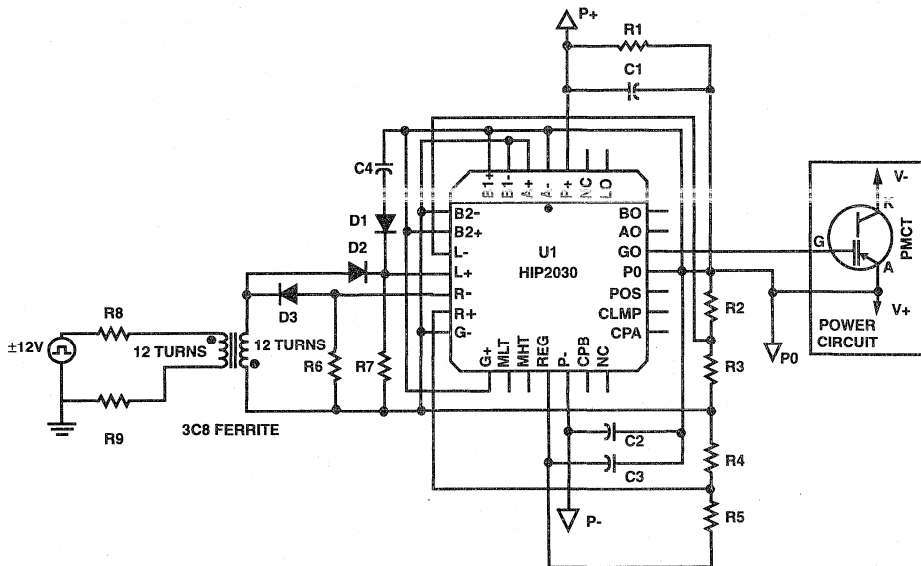 P+
R1
C1
C4
D1
D2
D3
R8
±12V
12 TURNS
12 TURNS
R9
3C8 FERRITE
R6
R7
B1+
B1-
A+
A-
P+
NC
LO
B2-
B2+
L-
L+
R-
R+
G-
U1
HIP2030
BO
AO
GO
P0
POS
CLMP
CPA
G+
MLT
MHT
REG
P-
CPB
NC
C2
C3
P-
R2
R3
R4
R5
P0
V-
K
G
A
PMCT
V+
POWER
CIRCUIT